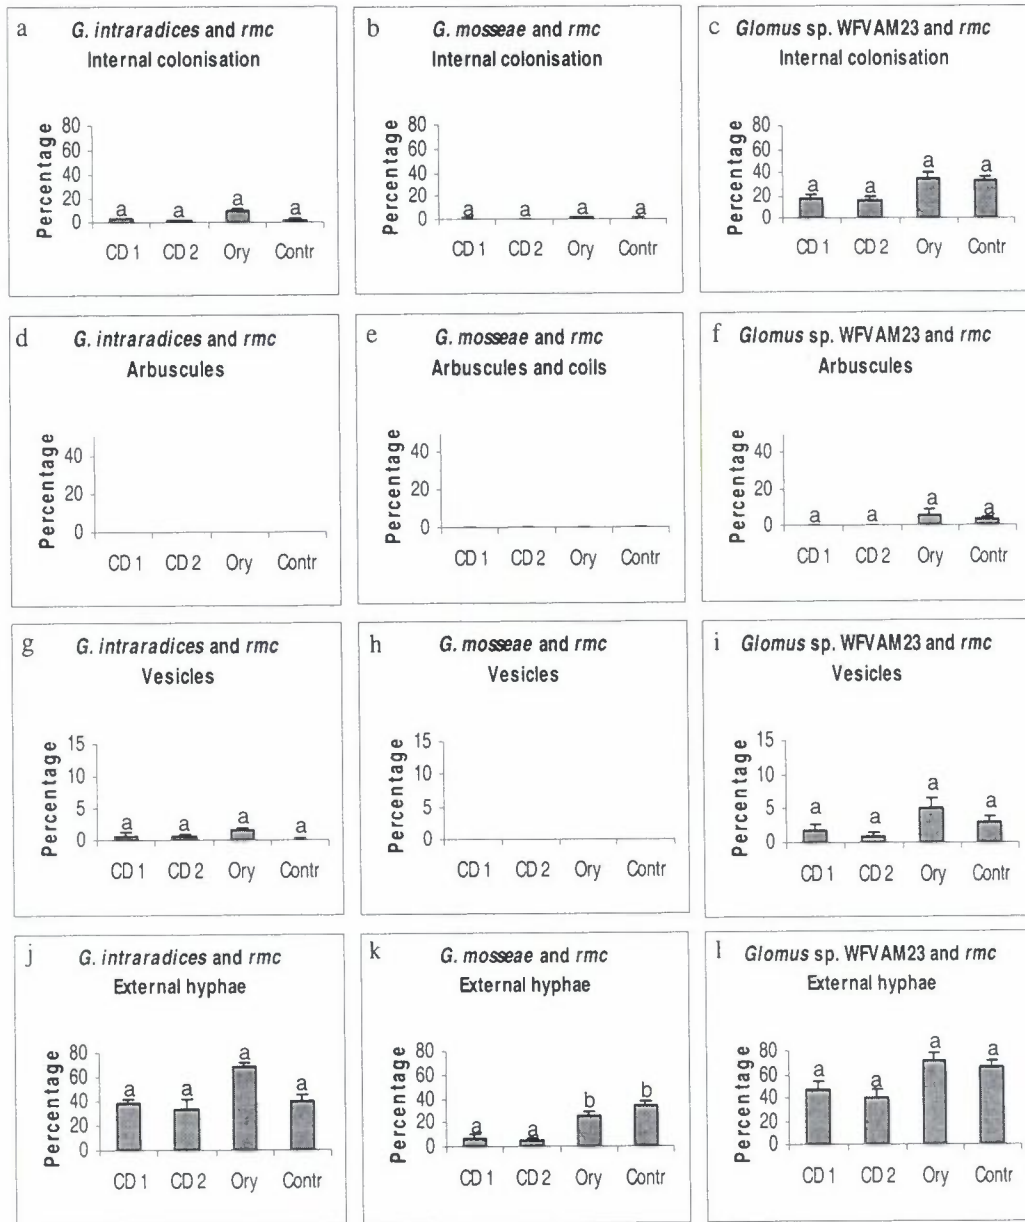 a G. intraradices and rmc
Internal colonisation
Percentage
80
60
40
20
0
a a a a
CD 1 CD 2 Ory Contr
b G. mosseae and rmc
Internal colonisation
Percentage
80
60
40
20
0
a a a a
CD 1 CD 2 Ory Contr
c Glomus sp. WFVAM23 and rmc
Internal colonisation
Percentage
80
60
40
20
0
a a a a
CD 1 CD 2 Ory Contr
d G. intraradices and rmc
Arbuscules
Percentage
40
20
0
CD 1 CD 2 Ory Contr
e G. mosseae and rmc
Arbuscules and coils
Percentage
40
20
0
CD 1 CD 2 Ory Contr
f Glomus sp. WFVAM23 and rmc
Arbuscules
Percentage
40
20
0
a a a a
CD 1 CD 2 Ory Contr
g G. intraradices and rmc
Vesicles
Percentage
15
10
5
0
a a a a
CD 1 CD 2 Ory Contr
h G. mosseae and rmc
Vesicles
Percentage
15
10
5
0
CD 1 CD 2 Ory Contr
i Glomus sp. WFVAM23 and rmc
Vesicles
Percentage
15
10
5
0
a a a a
CD 1 CD 2 Ory Contr
j G. intraradices and rmc
External hyphae
Percentage
80
60
40
20
0
a a a a
CD 1 CD 2 Ory Contr
k G. mosseae and rmc
External hyphae
Percentage
80
60
40
20
0
a a b b
CD 1 CD 2 Ory Contr
l Glomus sp. WFVAM23 and rmc
External hyphae
Percentage
80
60
40
20
0
a a a a
CD 1 CD 2 Ory Contr